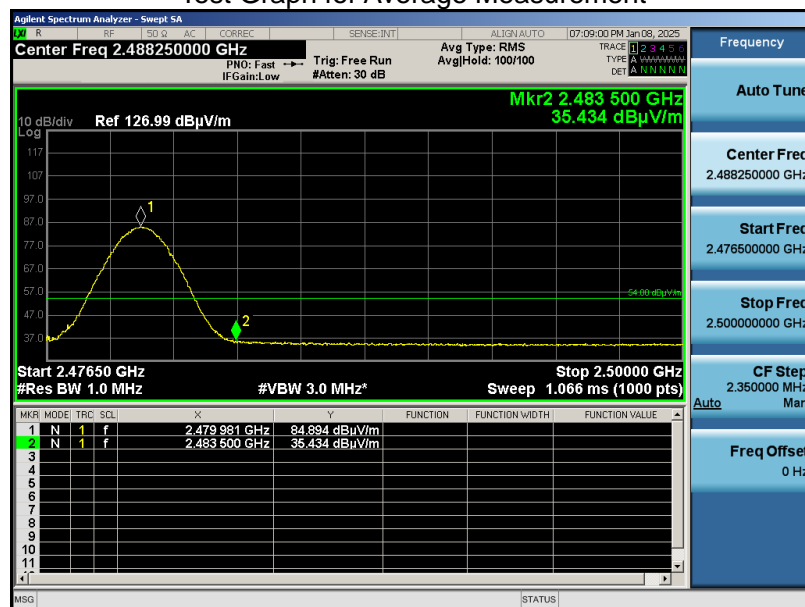 Test Graph for Average Measurement
Agilent Spectrum Analyzer - Swept SA
LXI R RF 50 Ω AC CORREC SENSE:INT ALIGN AUTO 07:09:00 PM Jan 08, 2025
Center Freq 2.488250000 GHz
PNO: Fast
IFGain:Low
Trig: Free Run
#Atten: 30 dB
Avg Type: RMS
Avg|Hold: 100/100
TRACE 1 2 3 4 5 6
TYPE A WWWWW
DET A N N N N N
Mkr2 2.483 500 GHz
35.434 dBµV/m
10 dB/div Ref 126.99 dBµV/m
Log
117
107
97.0
87.0
77.0
67.0
57.0
47.0
37.0
1
2
54.00 dBµV/m
Start 2.47650 GHz Stop 2.50000 GHz
#Res BW 1.0 MHz #VBW 3.0 MHz* Sweep 1.066 ms (1000 pts)
MKR MODE TRC SCL X Y FUNCTION FUNCTION WIDTH FUNCTION VALUE
1 N 1 f 2.479 981 GHz 84.894 dBµV/m
2 N 1 f 2.483 500 GHz 35.434 dBµV/m
3
4
5
6
7
8
9
10
11
MSG STATUS
Frequency
Auto Tune
Center Freq
2.488250000 GHz
Start Freq
2.476500000 GHz
Stop Freq
2.500000000 GHz
CF Step
2.350000 MHz
Auto Man
Freq Offset
0 Hz